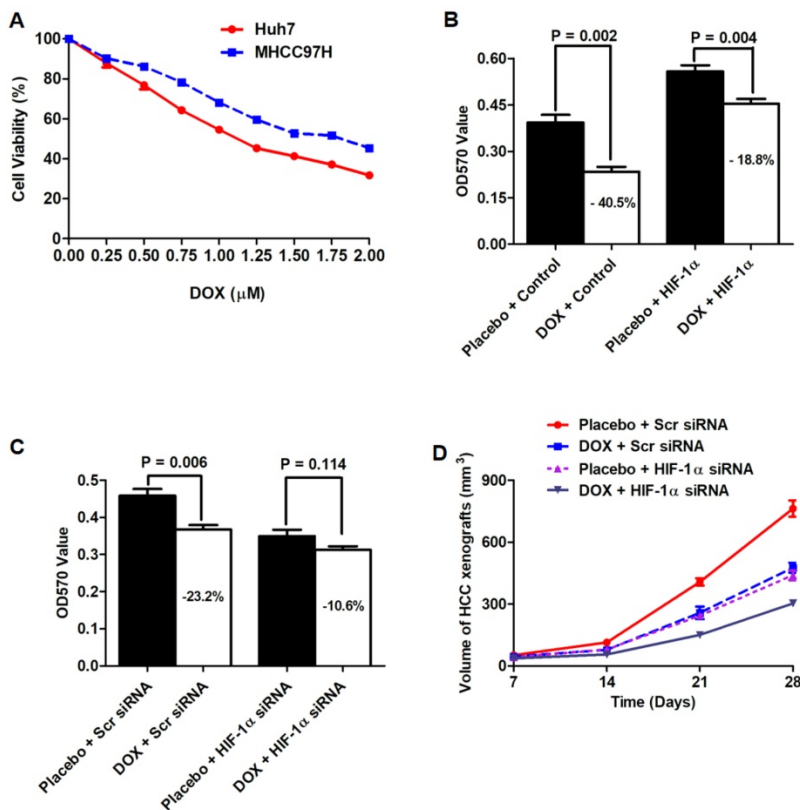 A
Huh7
MHCC97H
Cell Viability (%)
100
80
60
40
20
0
0.00 0.25 0.50 0.75 1.00 1.25 1.50 1.75 2.00
DOX (μM)
B
P = 0.002
P = 0.004
OD570 Value
0.60
0.45
0.30
0.15
0.00
- 40.5%
- 18.8%
Placebo + Control
DOX + Control
Placebo + HIF-1α
DOX + HIF-1α
C
P = 0.006
P = 0.114
OD570 Value
0.5
0.4
0.3
0.2
0.1
0.0
-23.2%
-10.6%
Placebo + Scr siRNA
DOX + Scr siRNA
Placebo + HIF-1α siRNA
DOX + HIF-1α siRNA
D
Placebo + Scr siRNA
DOX + Scr siRNA
Placebo + HIF-1α siRNA
DOX + HIF-1α siRNA
Volume of HCC xenografts (mm³)
900
600
300
0
7 14 21 28
Time (Days)